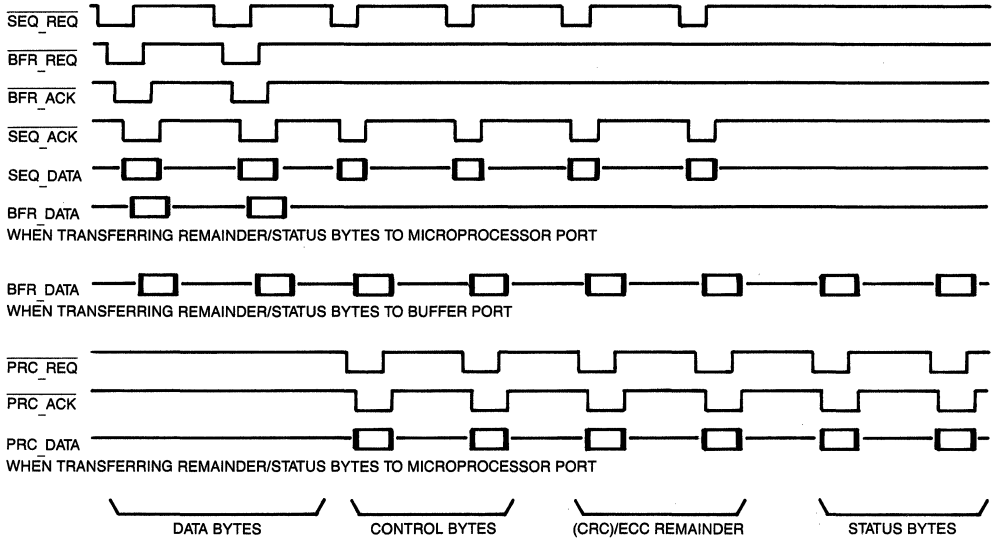 SEQ_REQ
BFR_REQ
BFR_ACK
SEQ_ACK
SEQ_DATA
BFR_DATA
WHEN TRANSFERRING REMAINDER/STATUS BYTES TO MICROPROCESSOR PORT
BFR_DATA
WHEN TRANSFERRING REMAINDER/STATUS BYTES TO BUFFER PORT
PRC_REQ
PRC_ACK
PRC_DATA
WHEN TRANSFERRING REMAINDER/STATUS BYTES TO MICROPROCESSOR PORT
DATA BYTES CONTROL BYTES (CRC)/ECC REMAINDER STATUS BYTES